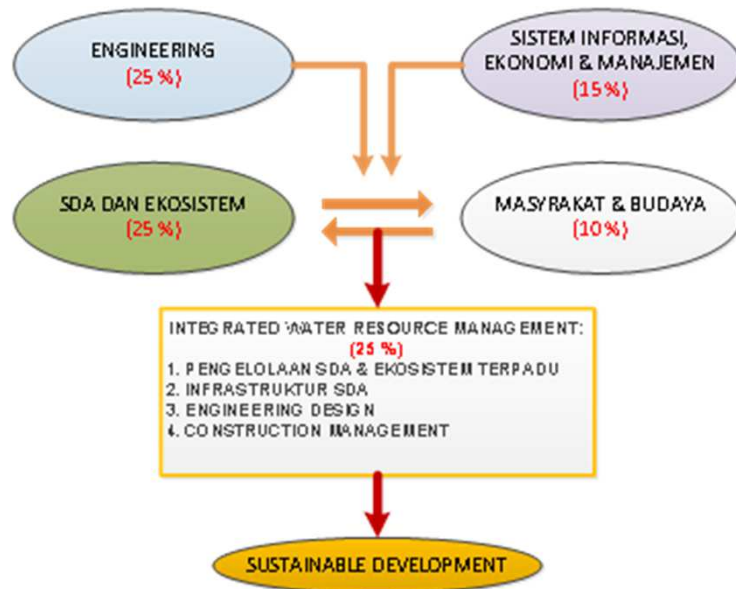 ENGINEERING
(25 %)
SISTEM INFORMASI,
EKONOMI & MANAJEMEN
(15%)
SDA DAN EKOSISTEM
(25 %)
MASYRAKAT & BUDAYA
(10%)
INTEGRATED WATER RESOURCE MANAGEMENT:
(25 %)
1. PENGELOLAAN SDA & EKOSISTEM TERPADU
2. INFRASTRUKTUR SDA
3. ENGINEERING DESIGN
4. CONSTRUCTION MANAGEMENT
SUSTAINABLE DEVELOPMENT